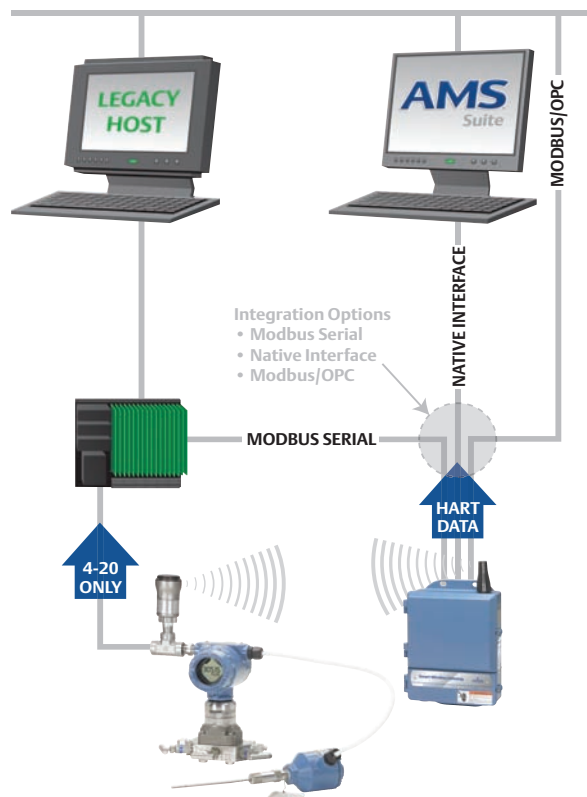 LEGACY
HOST
AMS
Suite
MODBUS/OPC
Integration Options
• Modbus Serial
• Native Interface
• Modbus/OPC
NATIVE INTERFACE
MODBUS SERIAL
HART
DATA
4-20
ONLY